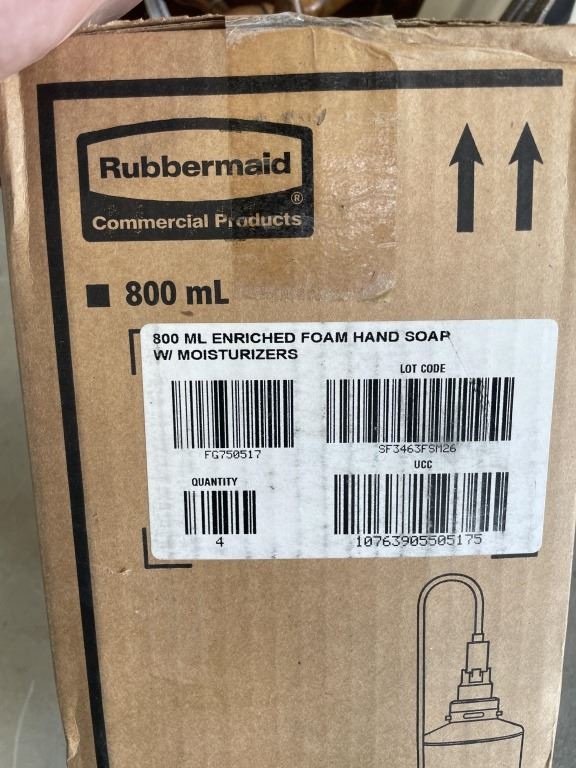 Rubbermaid
®
Commercial Products
■ 800 mL
800 ML ENRICHED FOAM HAND SOAP
W/ MOISTURIZERS
LOT CODE
FG750517
SF3463FSM26
QUANTITY
UCC
4
10763905505175